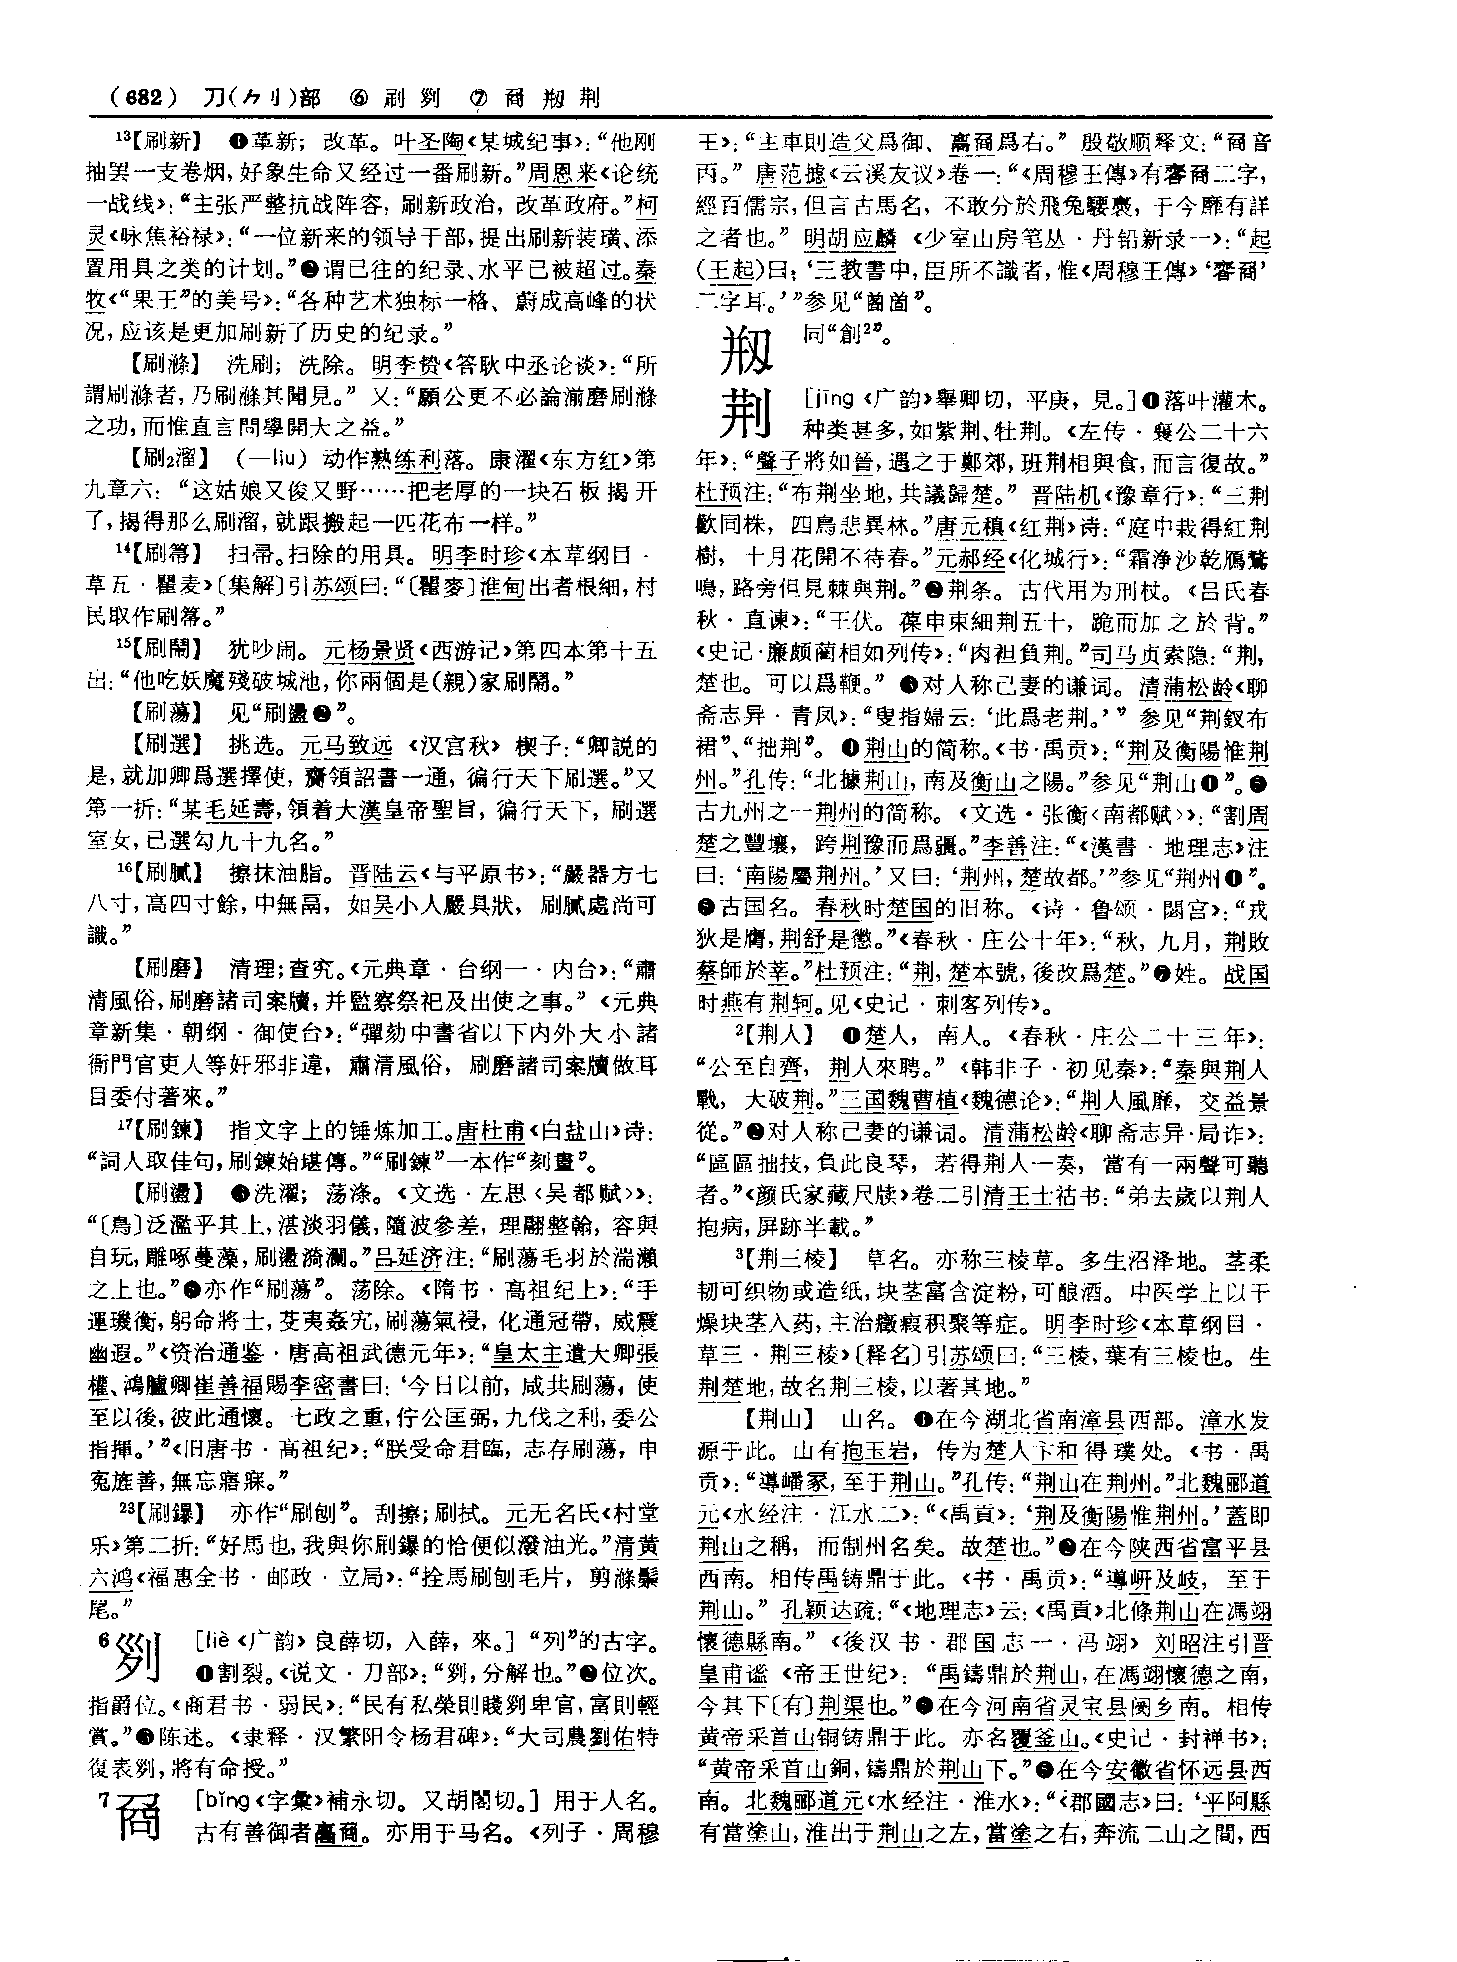 (682) 刀(⺈刂)部 ⑥ 刷 䂏 ⑦ 啇 剏 荆
13【刷新】 ❶革新；改革。叶圣陶《某城纪事》：“他刚
抽罢一支卷烟，好象生命又经过一番刷新。”周恩来《论统
一战线》：“主张严整抗战阵容，刷新政治，改革政府。”柯
灵《咏焦裕禄》：“一位新来的领导干部，提出刷新装璜、添
置用具之类的计划。”❷谓已往的纪录、水平已被超过。秦
牧《“果王”的美号》：“各种艺术独标一格、蔚成高峰的状
况，应该是更加刷新了历史的纪录。”
【刷滌】 洗刷；洗除。明李贽《答耿中丞论谈》：“所
謂刷滌者，乃刷滌其聞見。”又：“願公更不必論湔磨刷滌
之功，而惟直言問學開大之益。”
【刷2溜】 (—liu) 动作熟练利落。康濯《东方红》第
九章六：“这姑娘又俊又野……把老厚的一块石板揭开
了，揭得那么刷溜，就跟搬起一匹花布一样。”
14【刷箒】 扫帚。扫除的用具。明李时珍《本草纲目·
草五·瞿麦》〔集解〕引苏颂曰：“〔瞿麥〕淮甸出者根細，村
民取作刷箒。”
15【刷鬧】 犹吵闹。元杨景贤《西游记》第四本第十五
出：“他吃妖魔殘破城池，你兩個是(親)家刷鬧。”
【刷蕩】 见“刷盪❷”。
【刷選】 挑选。元马致远《汉宫秋》楔子：“卿説的
是，就加卿爲選擇使，齎領詔書一通，徧行天下刷選。”又
第一折：“某毛延壽，領着大漢皇帝聖旨，徧行天下，刷選
室女，已選勾九十九名。”
16【刷膩】 擦抹油脂。晋陆云《与平原书》：“嚴器方七
八寸，高四寸餘，中無鬲，如吴小人嚴具狀，刷膩處尚可
識。”
【刷磨】 清理；查究。《元典章·台纲一·内台》：“肅
清風俗，刷磨諸司案牘，并監察祭祀及出使之事。”《元典
章新集·朝纲·御使台》：“彈劾中書省以下内外大小諸
衙門官吏人等奸邪非違，肅清風俗，刷磨諸司案牘做耳
目委付著來。”
17【刷鍊】 指文字上的锤炼加工。唐杜甫《白盐山》诗：
“詞人取佳句，刷鍊始堪傳。”“刷鍊”一本作“刻畫”。
【刷盪】 ❶洗濯；荡涤。《文选·左思〈吴都赋〉》：
“〔鳥〕泛濫乎其上，湛淡羽儀，隨波參差，理翮整翰，容與
自玩，雕啄蔓藻，刷盪漪瀾。”吕延济注：“刷荡毛羽於湍瀨
之上也。”❷亦作“刷蕩”。荡除。《隋书·高祖纪上》：“手
運璣衡，躬命將士，芟夷姦宄，刷蕩氣祲，化通冠帶，威震
幽遐。”《资治通鉴·唐高祖武德元年》：“皇太主遣大卿張
權、鴻臚卿崔善福賜李密書曰：‘今日以前，咸共刷蕩，使
至以後，彼此通懷。七政之重，佇公匡弼，九伐之利，委公
指揮。’”《旧唐书·高祖纪》：“朕受命君臨，志存刷蕩，申
冤旌善，無忘寤寐。”
23【刷鑤】 亦作“刷刨”。刮擦；刷拭。元无名氏《村堂
乐》第二折：“好馬也，我與你刷鑤的恰便似潑油光。”清黄
六鸿《福惠全书·邮政·立局》：“拴馬刷刨毛片，剪滌鬃
尾。”
6 䂏 [liè《广韵》良薛切，入薛，來。] “列”的古字。
❶割裂。《说文·刀部》：“䂏，分解也。”❷位次。
指爵位。《商君书·弱民》：“民有私榮則賤䂏卑官，富則輕
賞。”❸陈述。《隶释·汉繁阳令杨君碑》：“大司農劉佑特
復表䂏，將有命授。”
7 [bǐng《字彙》補永切。又胡閤切。] 用于人名。
古有善御者。亦用于马名。《列子·周穆
王》：“主車則造父爲御、爲右。”殷敬顺释文：“音
丙。”唐范摅《云溪友议》卷一：“《周穆王傳》有二字，
經百儒宗，但言古馬名，不敢分於飛兔騕褭，于今靡有詳
之者也。”明胡应麟《少室山房笔丛·丹铅新录一》：“起
(王起)曰：‘三教書中，臣所不識者，惟《周穆王傳》‘’
二字耳。’”参见“”。
剏 同“創2”。
荆 [jīng《广韵》舉卿切，平庚，見。]❶落叶灌木。
种类甚多，如紫荆、牡荆。《左传·襄公二十六
年》：“聲子將如晉，遇之于鄭郊，班荆相與食，而言復故。”
杜预注：“布荆坐地，共議歸楚。”晋陆机《豫章行》：“三荆
歡同株，四鳥悲異林。”唐元稹《红荆》诗：“庭中栽得紅荆
樹，十月花開不待春。”元郝经《化城行》：“霜净沙乾鴈鶩
鳴，路旁但見棘與荆。”❷荆条。古代用为刑杖。《吕氏春
秋·直谏》：“王伏。葆申束細荆五十，跪而加之於背。”
《史记·廉颇蔺相如列传》：“肉袒負荆。”司马贞索隐：“荆，
楚也。可以爲鞭。”❸对人称己妻的谦词。清蒲松龄《聊
斋志异·青凤》：“叟指婦云：‘此爲老荆。’”参见“荆釵布
裙”、“拙荆”。❹荆山的简称。《书·禹贡》：“荆及衡陽惟荆
州。”孔传：“北據荆山，南及衡山之陽。”参见“荆山❶”。❺
古九州之一荆州的简称。《文选·张衡〈南都赋〉》：“割周
楚之豐壤，跨荆豫而爲疆。”李善注：“《漢書·地理志》注
曰：‘南陽屬荆州。’又曰：‘荆州，楚故都。’”参见“荆州❶”。
❻古国名。春秋时楚国的旧称。《诗·鲁颂·閟宫》：“戎
狄是膺，荆舒是懲。”《春秋·庄公十年》：“秋，九月，荆敗
蔡師於莘。”杜预注：“荆，楚本號，後改爲楚。”❼姓。战国
时燕有荆轲。见《史记·刺客列传》。
2【荆人】 ❶楚人，南人。《春秋·庄公二十三年》：
“公至自齊，荆人來聘。”《韩非子·初见秦》：“秦與荆人
戰，大破荆。”三国魏曹植《魏德论》：“荆人風靡，交益景
從。”❷对人称己妻的谦词。清蒲松龄《聊斋志异·局诈》：
“區區拙技，負此良琴，若得荆人一奏，當有一兩聲可聽
者。”《颜氏家藏尺牍》卷二引清王士祜书：“弟去歲以荆人
抱病，屏跡半載。”
3【荆三棱】 草名。亦称三棱草。多生沼泽地。茎柔
韧可织物或造纸，块茎富含淀粉，可酿酒。中医学上以干
燥块茎入药，主治癥瘕积聚等症。明李时珍《本草纲目·
草三·荆三棱》〔释名〕引苏颂曰：“三棱，葉有三棱也。生
荆楚地，故名荆三棱，以著其地。”
【荆山】 山名。❶在今湖北省南漳县西部。漳水发
源于此。山有抱玉岩，传为楚人卞和得璞处。《书·禹
贡》：“導嶓冢，至于荆山。”孔传：“荆山在荆州。”北魏郦道
元《水经注·江水二》：“《禹貢》：‘荆及衡陽惟荆州。’蓋即
荆山之稱，而制州名矣。故楚也。”❷在今陕西省富平县
西南。相传禹铸鼎于此。《书·禹贡》：“導岍及岐，至于
荆山。”孔颖达疏：“《地理志》云：《禹貢》北條荆山在馮翊
懷德縣南。”《後汉书·郡国志一·冯翊》刘昭注引晋
皇甫谧《帝王世纪》：“禹鑄鼎於荆山，在馮翊懷德之南，
今其下〔有〕荆渠也。”❸在今河南省灵宝县阌乡南。相传
黄帝采首山铜铸鼎于此。亦名覆釜山。《史记·封禅书》：
“黄帝采首山銅，鑄鼎於荆山下。”❹在今安徽省怀远县西
南。北魏郦道元《水经注·淮水》：“《郡國志》曰：‘平阿縣
有當塗山，淮出于荆山之左，當塗之右，奔流二山之間，西